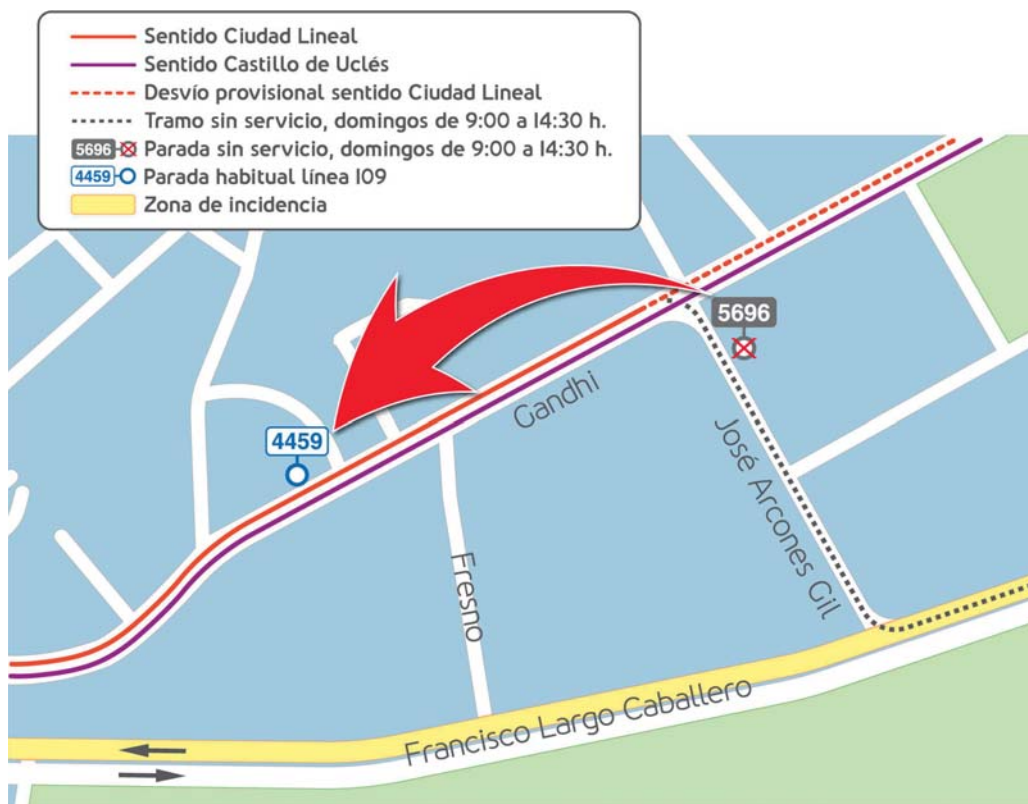 Sentido Ciudad Lineal
Sentido Castillo de Uclés
Desvío provisional sentido Ciudad Lineal
Tramo sin servicio, domingos de 9:00 a 14:30 h.
5696 Parada sin servicio, domingos de 9:00 a 14:30 h.
4459 Parada habitual línea 109
Zona de incidencia
5696
Gandhi
4459
José Arcones Gil
Fresno
Francisco Largo Caballero